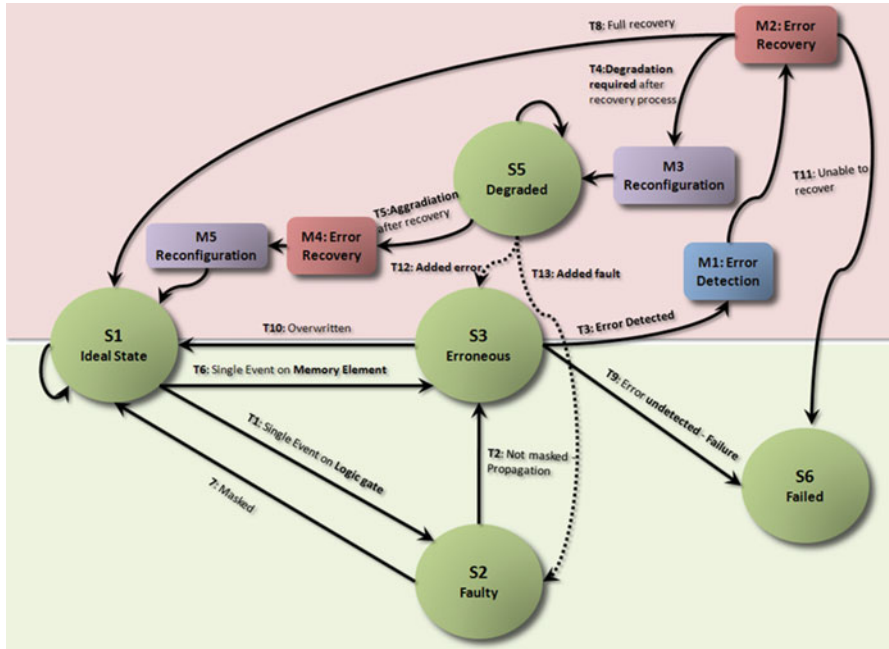 T8: Full recovery
M2: Error
Recovery
T4:Degradation
required after
recovery process
S5
Degraded
M3
Reconfiguration
T11: Unable to
recover
T5:Aggradiation
after recovery
M5
Reconfiguration
M4: Error
Recovery
T12: Added error
T13: Added fault
M1: Error
Detection
S1
Ideal State
T10: Overwritten
S3
Erroneous
T3: Error Detected
T6: Single Event on Memory Element
T1: Single Event on Logic gate
T9: Error undetected - Failure
T2: Not masked -
Propagation
S6
Failed
7: Masked
S2
Faulty